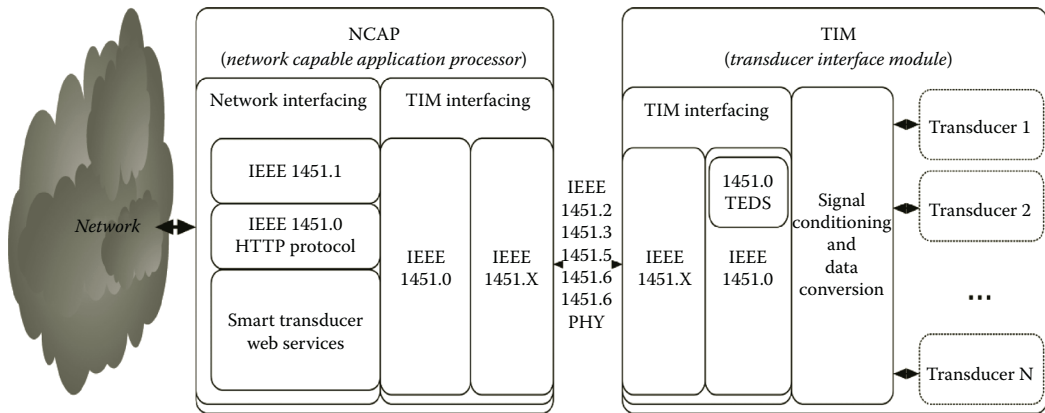 Network
NCAP
(network capable application processor)
Network interfacing
IEEE 1451.1
IEEE 1451.0
HTTP protocol
Smart transducer
web services
TIM interfacing
IEEE
1451.0
IEEE
1451.X
IEEE
1451.2
1451.3
1451.5
1451.6
1451.6
PHY
TIM
(transducer interface module)
TIM interfacing
IEEE
1451.X
1451.0
TEDS
IEEE
1451.0
Signal
conditioning
and
data
conversion
Transducer 1
Transducer 2
...
Transducer N